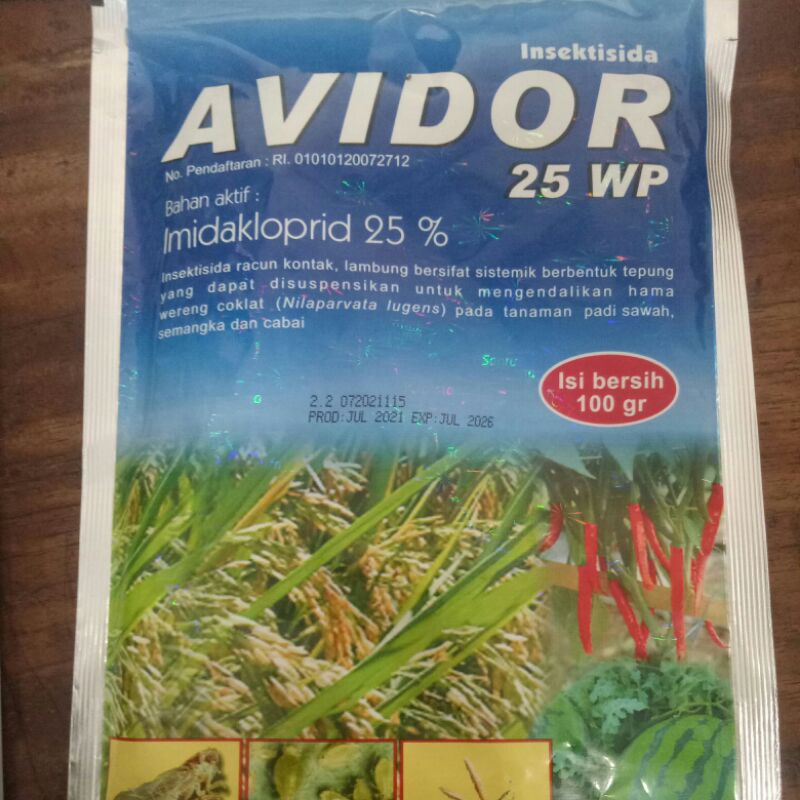 Insektisida
AVIDOR
25 WP
No. Pendaftaran : RI. 01010120072712
Bahan aktif :
Imidakloprid 25 %
Insektisida racun kontak, lambung bersifat sistemik berbentuk tepung
yang dapat disuspensikan untuk mengendalikan hama
wereng coklat (Nilaparvata lugens) pada tanaman padi sawah,
semangka dan cabai
Isi bersih
100 gr
2.2 072021115
PROD:JUL 2021 EXP:JUL 2026